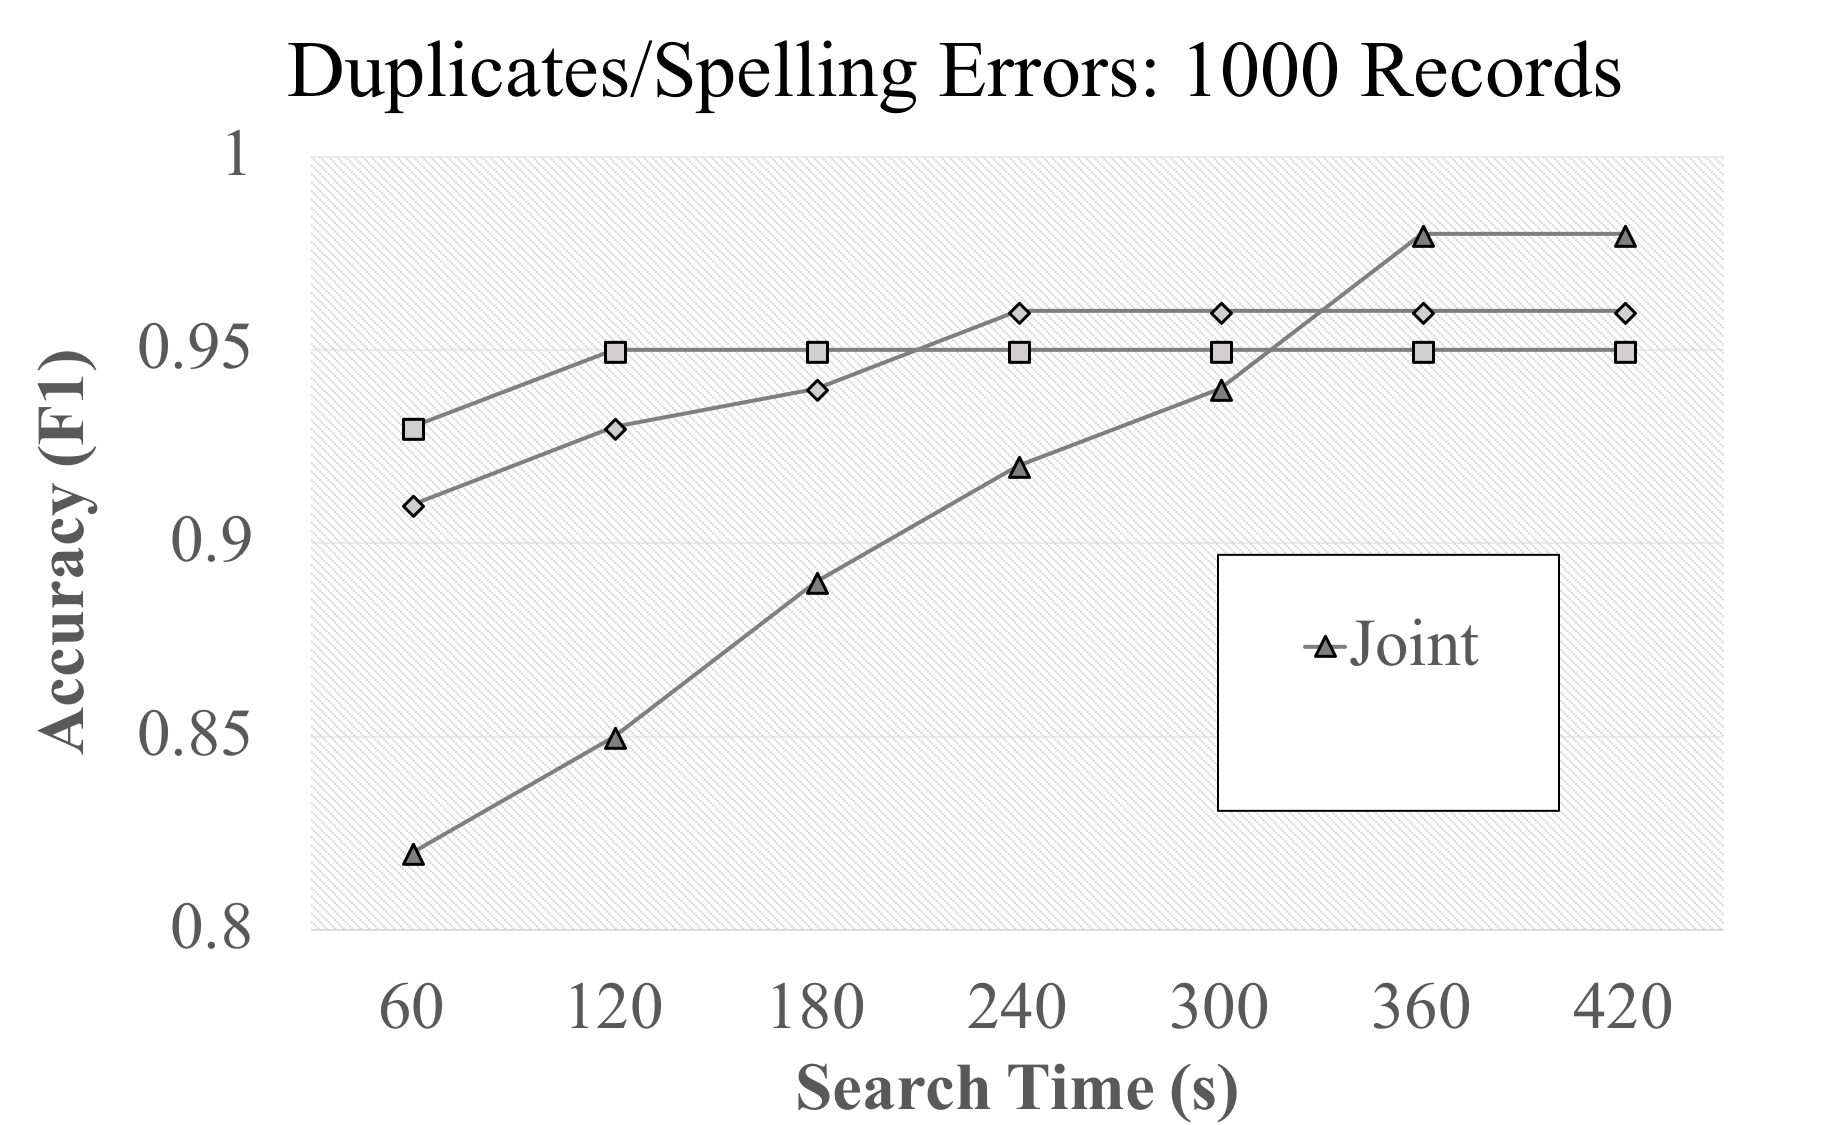 Duplicates/Spelling Errors: 1000 Records
1
0.95
0.9
0.85
0.8
Accuracy (F1)
Joint
60 120 180 240 300 360 420
Search Time (s)